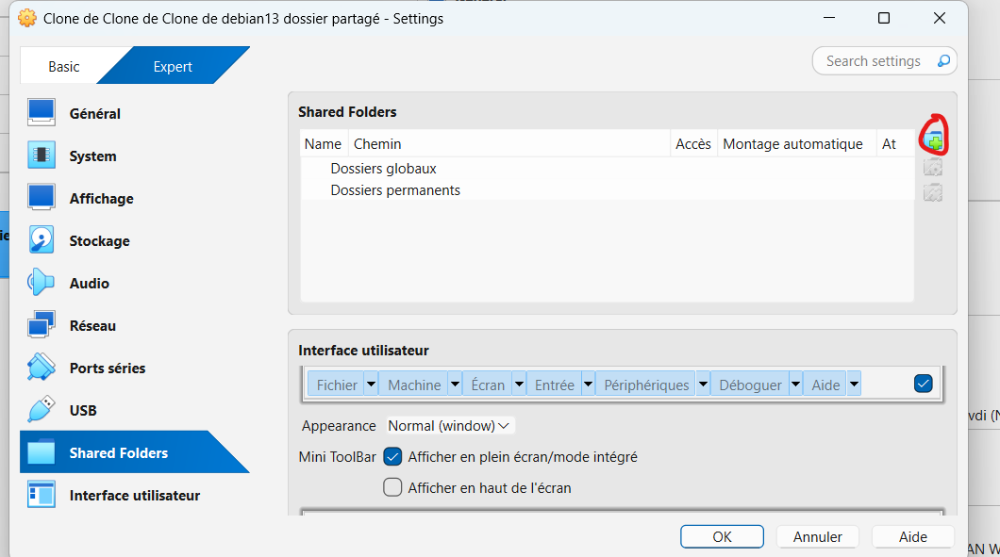 Clone de Clone de Clone de debian13 dossier partagé - Settings
Basic
Expert
Search settings
Général
System
Affichage
Stockage
Audio
Réseau
Ports séries
USB
Shared Folders
Interface utilisateur
Shared Folders
Name Chemin Accès Montage automatique At
Dossiers globaux
Dossiers permanents
Interface utilisateur
Fichier Machine Écran Entrée Périphériques Déboguer Aide
Appearance Normal (window)
Mini ToolBar Afficher en plein écran/mode intégré
Afficher en haut de l'écran
OK Annuler Aide
vdi (N
AN W